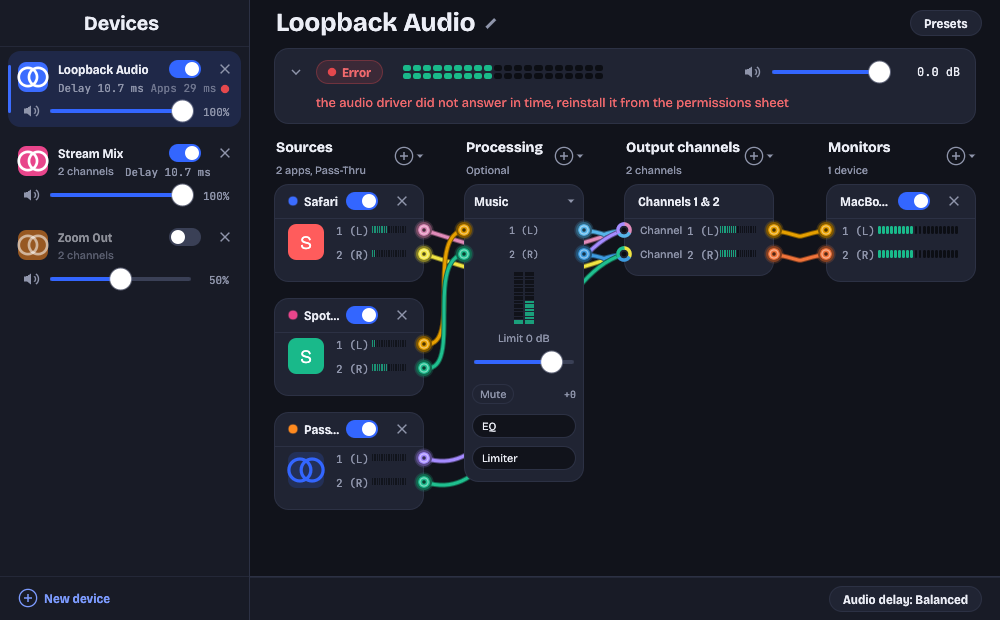 Devices
Loopback Audio
Delay 10.7 ms Apps 29 ms
100%
Stream Mix
2 channels Delay 10.7 ms
100%
Zoom Out
2 channels
50%
New device
Loopback Audio
Presets
Error
0.0 dB
the audio driver did not answer in time, reinstall it from the permissions sheet
Sources
2 apps, Pass-Thru
Safari
S
1 (L)
2 (R)
Spot...
S
1 (L)
2 (R)
Pass...
1 (L)
2 (R)
Processing
Optional
Music
1 (L)
2 (R)
Limit 0 dB
Mute +0
EQ
Limiter
Output channels
2 channels
Channels 1 & 2
Channel 1 (L)
Channel 2 (R)
Monitors
1 device
MacBo...
1 (L)
2 (R)
Audio delay: Balanced